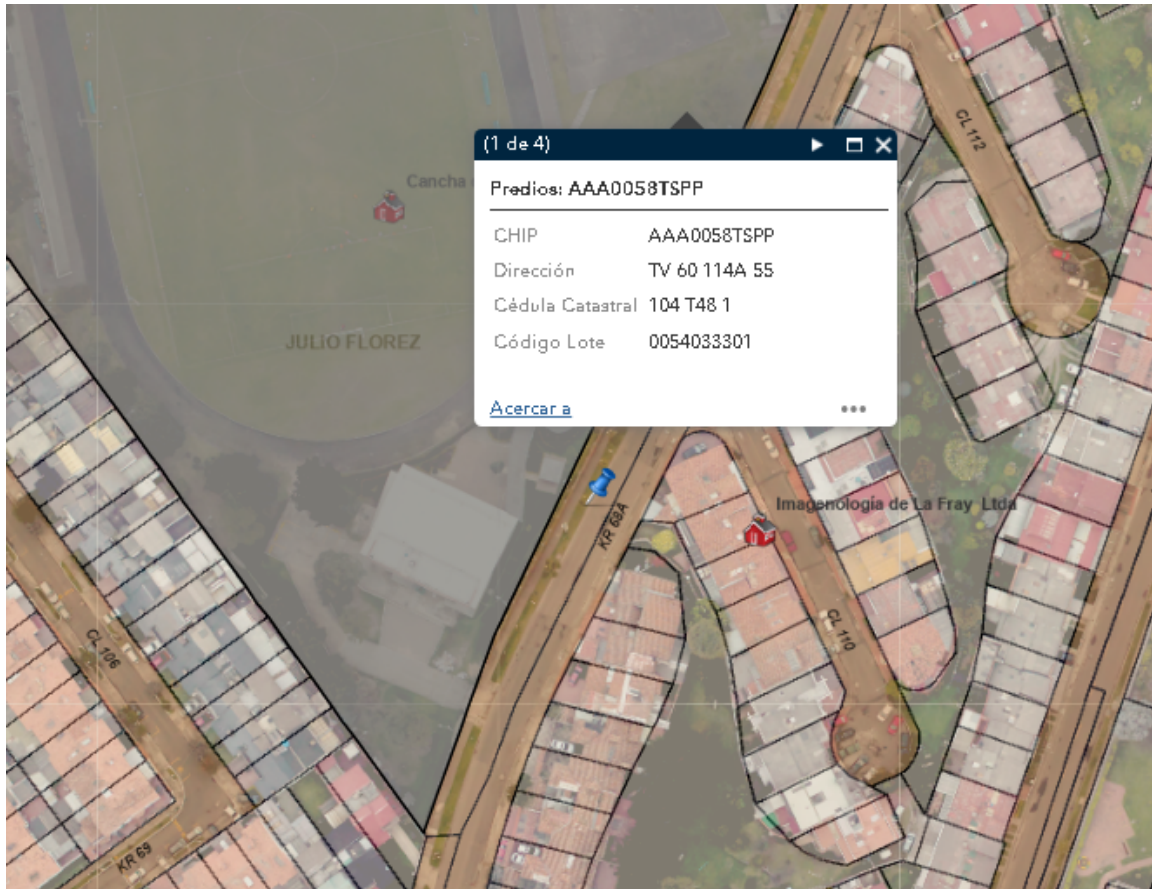 (1 de 4)
Predios: AAA0058TSPP
CHIP AAA0058TSPP
Dirección TV 60 114A 55
Cédula Catastral 104 T48 1
Código Lote 0054033301
Acercar a
CL 112
Cancha
JULIO FLOREZ
KR 68A
Imagenología de La Fray Ltda
CL 106
CL 110
KR 69